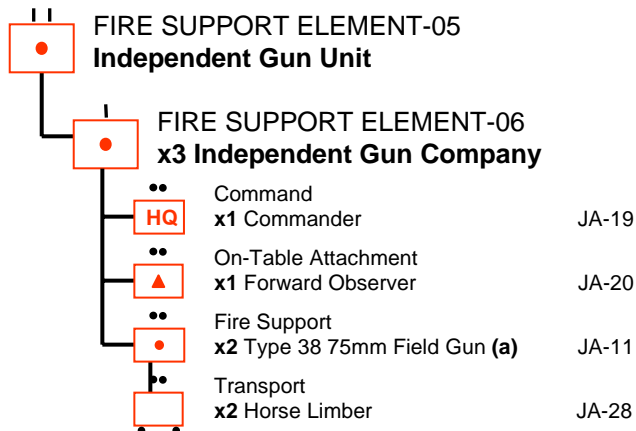 FIRE SUPPORT ELEMENT-05
Independent Gun Unit
FIRE SUPPORT ELEMENT-06
x3 Independent Gun Company
Command
HQ x1 Commander JA-19
On-Table Attachment
x1 Forward Observer JA-20
Fire Support
x2 Type 38 75mm Field Gun (a) JA-11
Transport
x2 Horse Limber JA-28